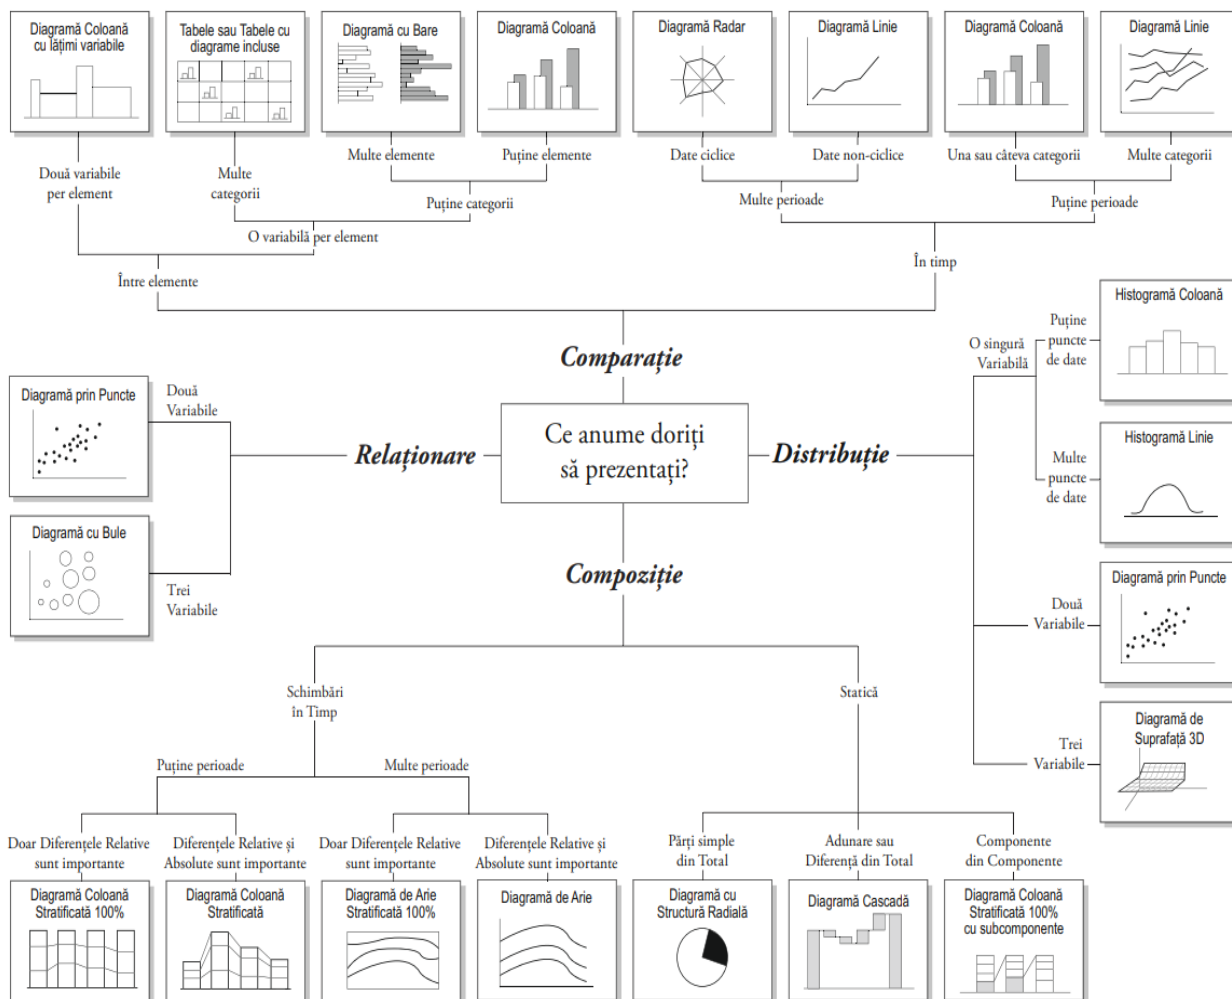 Diagramă Coloană
cu lățimi variabile
Tabele sau Tabele cu
diagrame incluse
Diagramă cu Bare
Diagramă Coloană
Diagramă Radar
Diagramă Linie
Diagramă Coloană
Diagramă Linie
Două variabile
per element
Multe
categorii
Multe elemente
Puține elemente
Date ciclice
Date non-ciclice
Una sau câteva categorii
Multe categorii
Puține categorii
Multe perioade
Puține perioade
O variabilă per element
Între elemente
În timp
Comparație
Ce anume doriți
să prezentați?
Relaționare
Două
Variabile
Diagramă prin Puncte
Trei
Variabile
Diagramă cu Bule
Distribuție
O singură
Variabilă
Puține
puncte
de date
Histogramă Coloană
Multe
puncte
de date
Histogramă Linie
Două
Variabile
Diagramă prin Puncte
Trei
Variabile
Diagramă de
Suprafață 3D
Compoziție
Schimbări
în Timp
Statică
Puține perioade
Multe perioade
Doar Diferențele Relative
sunt importante
Diferențele Relative și
Absolute sunt importante
Doar Diferențele Relative
sunt importante
Diferențele Relative și
Absolute sunt importante
Părți simple
din Total
Adunare sau
Diferență din Total
Componente
din Componente
Diagramă Coloană
Stratificată 100%
Diagramă Coloană
Stratificată
Diagramă de Arie
Stratificată 100%
Diagramă de Arie
Diagramă cu
Structură Radială
Diagramă Cascadă
Diagramă Coloană
Stratificată 100%
cu subcomponente